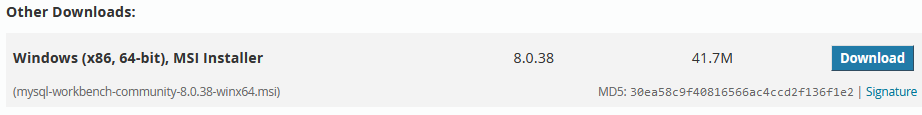 Other Downloads:
Windows (x86, 64-bit), MSI Installer 8.0.38 41.7M Download
(mysql-workbench-community-8.0.38-winx64.msi) MD5: 30ea58c9f40816566ac4ccd2f136f1e2 | Signature